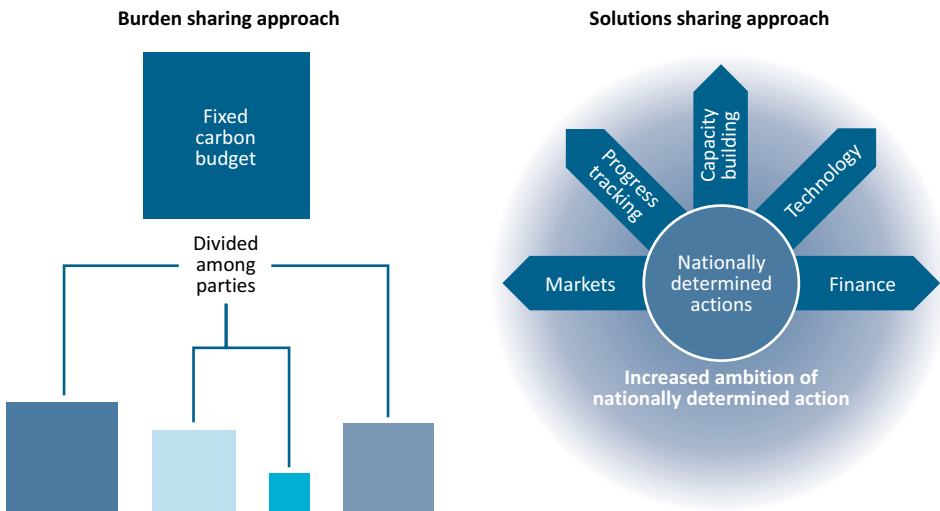 Burden sharing approach
Fixed
carbon
budget
Divided
among
parties
Solutions sharing approach
Markets
Progress
tracking
Capacity
building
Technology
Finance
Nationally
determined
actions
Increased ambition of
nationally determined action